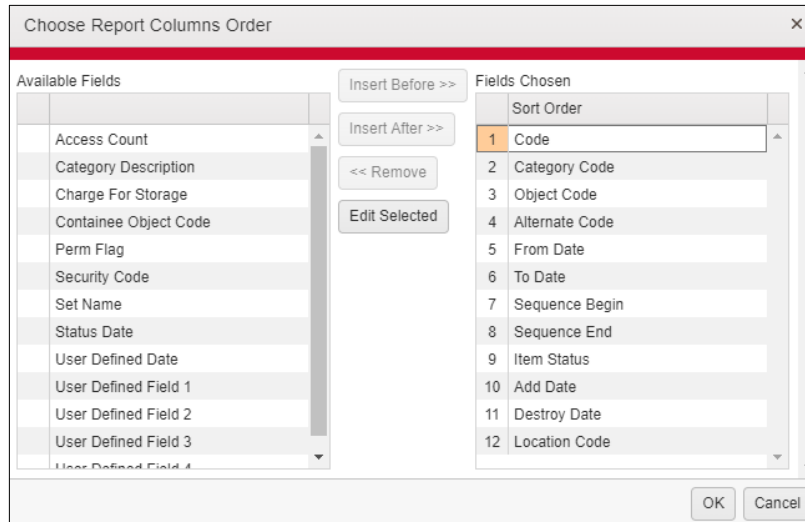 Choose Report Columns Order ×
Available Fields
Access Count
Category Description
Charge For Storage
Containee Object Code
Perm Flag
Security Code
Set Name
Status Date
User Defined Date
User Defined Field 1
User Defined Field 2
User Defined Field 3
User Defined Field 4
Insert Before >>
Insert After >>
<< Remove
Edit Selected
Fields Chosen
Sort Order
1 Code
2 Category Code
3 Object Code
4 Alternate Code
5 From Date
6 To Date
7 Sequence Begin
8 Sequence End
9 Item Status
10 Add Date
11 Destroy Date
12 Location Code
OK Cancel